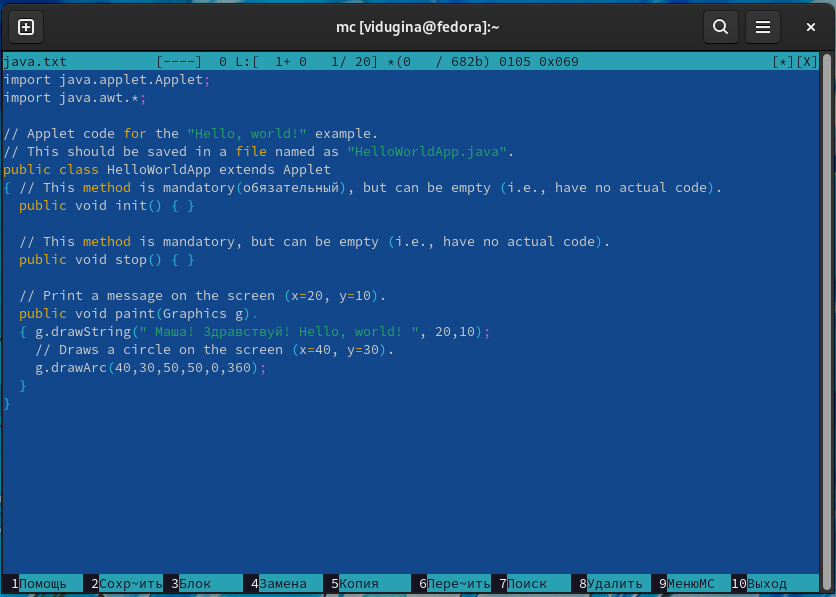 mc [vidugina@fedora]:~
java.txt [----] 0 L:[ 1+ 0 1/ 20] *(0 / 682b) 0105 0x069 [*][X]
import java.applet.Applet;
import java.awt.*;
// Applet code for the "Hello, world!" example.
// This should be saved in a file named as "HelloWorldApp.java".
public class HelloWorldApp extends Applet
{ // This method is mandatory(обязательный), but can be empty (i.e., have no actual code).
public void init() { }
// This method is mandatory, but can be empty (i.e., have no actual code).
public void stop() { }
// Print a message on the screen (x=20, y=10).
public void paint(Graphics g).
{ g.drawString(" Маша! Здравствуй! Hello, world! ", 20,10);
// Draws a circle on the screen (x=40, y=30).
g.drawArc(40,30,50,50,0,360);
}
}
1Помощь 2Сохр~ить 3Блок 4Замена 5Копия 6Пере~ить 7Поиск 8Удалить 9МенюMC 10Выход